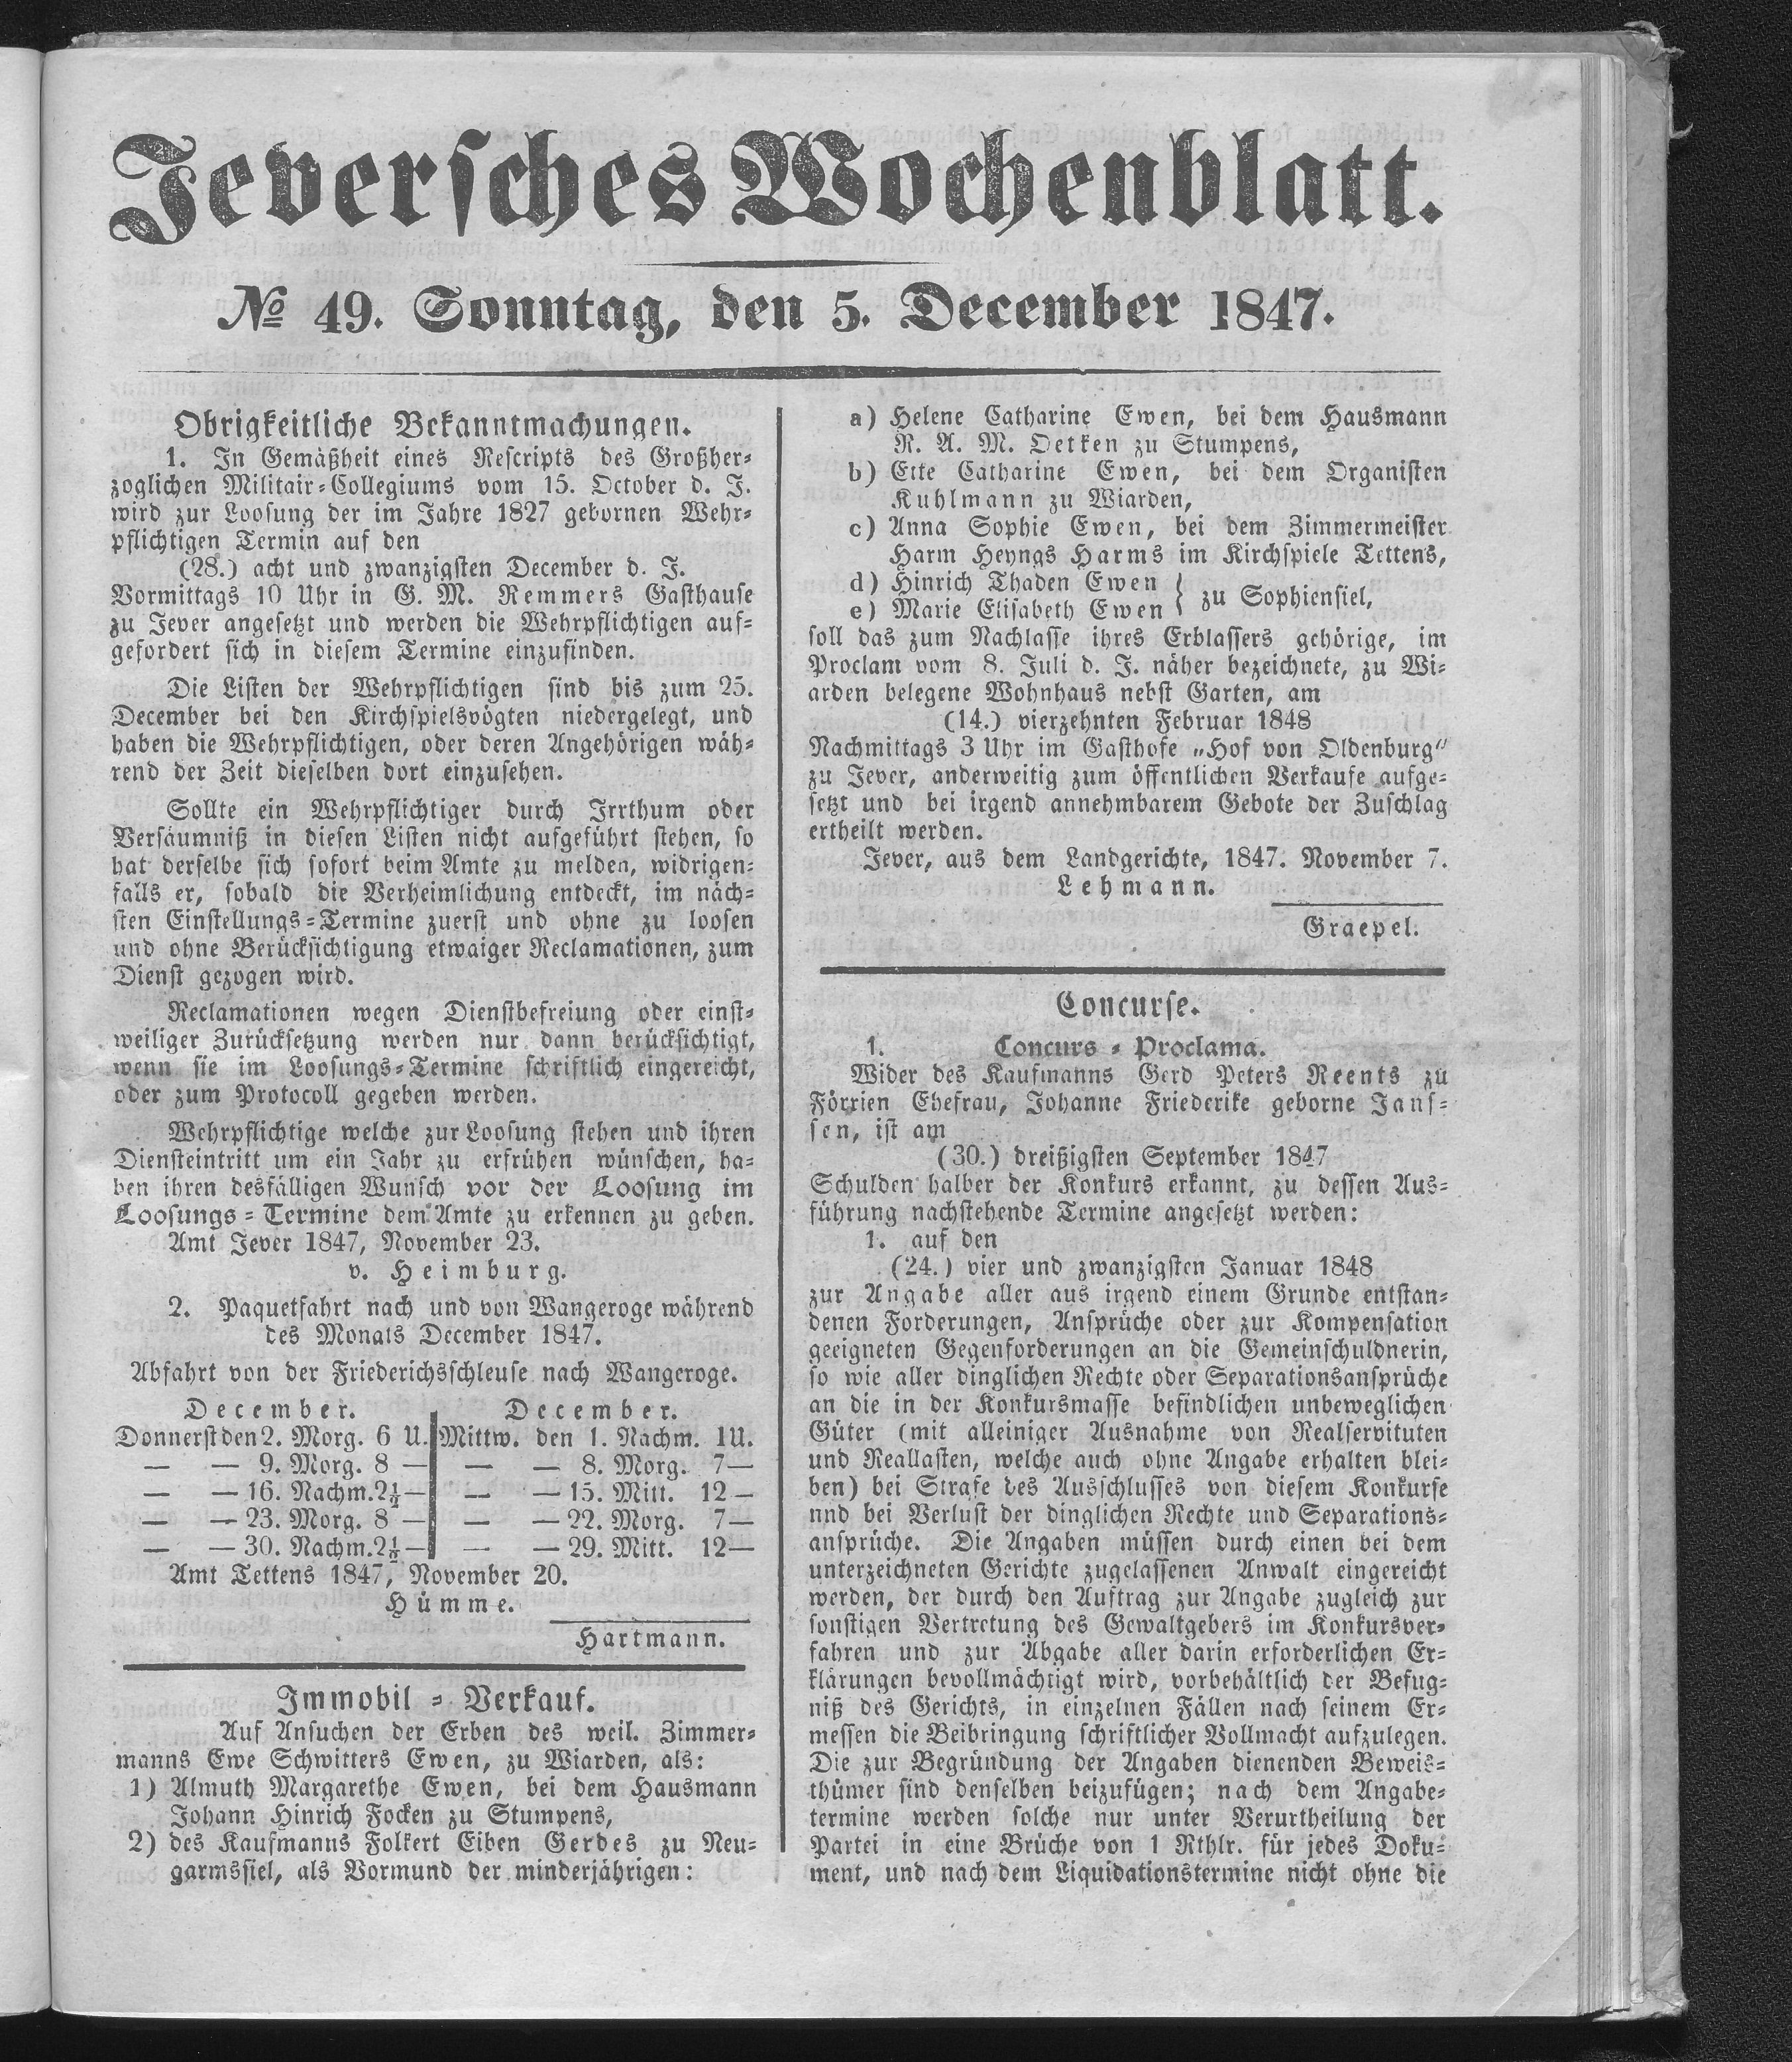 Jeversches Wochenblatt.
№ 49. Sonntag, den 5. December 1847.
Obrigkeitliche Bekanntmachungen.
1. In Gemäßheit eines Rescripts des Großher-
zoglichen Militair-Collegiums vom 15. October d. J.
wird zur Loosung der im Jahre 1827 gebornen Wehr-
pflichtigen Termin auf den
(28.) acht und zwanzigsten December d. J.
Vormittags 10 Uhr in G. M. Remmers Gasthause
zu Jever angesetzt und werden die Wehrpflichtigen auf-
gefordert sich in diesem Termine einzufinden.
Die Listen der Wehrpflichtigen sind bis zum 25.
December bei den Kirchspielsvögten niedergelegt, und
haben die Wehrpflichtigen, oder deren Angehörigen wäh-
rend der Zeit dieselben dort einzusehen.
Sollte ein Wehrpflichtiger durch Irrthum oder
Versäumniß in diesen Listen nicht aufgeführt stehen, so
hat derselbe sich sofort beim Amte zu melden, widrigen-
falls er, sobald die Verheimlichung entdeckt, im näch-
sten Einstellungs-Termine zuerst und ohne zu loosen
und ohne Berücksichtigung etwaiger Reclamationen, zum
Dienst gezogen wird.
Reclamationen wegen Dienstbefreiung oder einst-
weiliger Zurücksetzung werden nur dann berücksichtigt,
wenn sie im Loosungs-Termine schriftlich eingereicht,
oder zum Protocoll gegeben werden.
Wehrpflichtige welche zur Loosung stehen und ihren
Diensteintritt um ein Jahr zu erfrühen wünschen, ha-
ben ihren desfälligen Wunsch vor der Loosung im
Loosungs-Termine dem Amte zu erkennen zu geben.
Amt Jever 1847, November 23.
v. Heimburg.
2. Paquetfahrt nach und von Wangeroge während
des Monats December 1847.
Abfahrt von der Friederichsschleuse nach Wangeroge.
December. December.
Donnerst den 2. Morg. 6 U. Mittw. den 1. Nachm. 1U.
— — 9. Morg. 8 — — — 8. Morg. 7—
— — 16. Nachm. 2½— — — 15. Mitt. 12—
— — 23. Morg. 8 — — — 22. Morg. 7—
— — 30. Nachm. 2½— — — 29. Mitt. 12—
Amt Tettens 1847, November 20.
Hümme.
Hartmann.
Immobil-Verkauf.
Auf Ansuchen der Erben des weil. Zimmer-
manns Ewe Schwitters Ewen, zu Wiarden, als:
1) Almuth Margarethe Ewen, bei dem Hausmann
Johann Hinrich Focken zu Stumpens,
2) des Kaufmanns Folkert Eiben Gerdes zu Neu-
garmssiel, als Vormund der minderjährigen:
a) Helene Catharine Ewen, bei dem Hausmann
R. A. M. Oetken zu Stumpens,
b) Ette Catharine Ewen, bei dem Organisten
Kuhlmann zu Wiarden,
c) Anna Sophie Ewen, bei dem Zimmermeister
Harm Heyngs Harms im Kirchspiele Tettens,
d) Hinrich Thaden Ewen
e) Marie Elisabeth Ewen } zu Sophiensiel,
soll das zum Nachlasse ihres Erblassers gehörige, im
Proclam vom 8. Juli d. J. näher bezeichnete, zu Wi-
arden belegene Wohnhaus nebst Garten, am
(14.) vierzehnten Februar 1848
Nachmittags 3 Uhr im Gasthofe „Hof von Oldenburg"
zu Jever, anderweitig zum öffentlichen Verkaufe aufge-
setzt und bei irgend annehmbarem Gebote der Zuschlag
ertheilt werden.
Jever, aus dem Landgerichte, 1847. November 7.
Lehmann.
Graepel.
Concurse.
1. Concurs-Proclama.
Wider des Kaufmanns Gerd Peters Reents zu
Förrien Ehefrau, Johanne Friederike geborne Jans-
sen, ist am
(30.) dreißigsten September 1847
Schulden halber der Konkurs erkannt, zu dessen Aus-
führung nachstehende Termine angesetzt werden:
1. auf den
(24.) vier und zwanzigsten Januar 1848
zur Angabe aller aus irgend einem Grunde entstan-
denen Forderungen, Ansprüche oder zur Kompensation
geeigneten Gegenforderungen an die Gemeinschuldnerin,
so wie aller dinglichen Rechte oder Separationsansprüche
an die in der Konkursmasse befindlichen unbeweglichen
Güter (mit alleiniger Ausnahme von Realservituten
und Reallasten, welche auch ohne Angabe erhalten blei-
ben) bei Strafe des Ausschlusses von diesem Konkurse
nnd bei Verlust der dinglichen Rechte und Separations-
ansprüche. Die Angaben müssen durch einen bei dem
unterzeichneten Gerichte zugelassenen Anwalt eingereicht
werden, der durch den Auftrag zur Angabe zugleich zur
sonstigen Vertretung des Gewaltgebers im Konkursver-
fahren und zur Abgabe aller darin erforderlichen Er-
klärungen bevollmächtigt wird, vorbehältlich der Befug-
niß des Gerichts, in einzelnen Fällen nach seinem Er-
messen die Beibringung schriftlicher Vollmacht aufzulegen.
Die zur Begründung der Angaben dienenden Beweis-
thümer sind denselben beizufügen; nach dem Angabe-
termine werden solche nur unter Verurtheilung der
Partei in eine Brüche von 1 Rthlr. für jedes Doku-
ment, und nach dem Liquidationstermine nicht ohne die